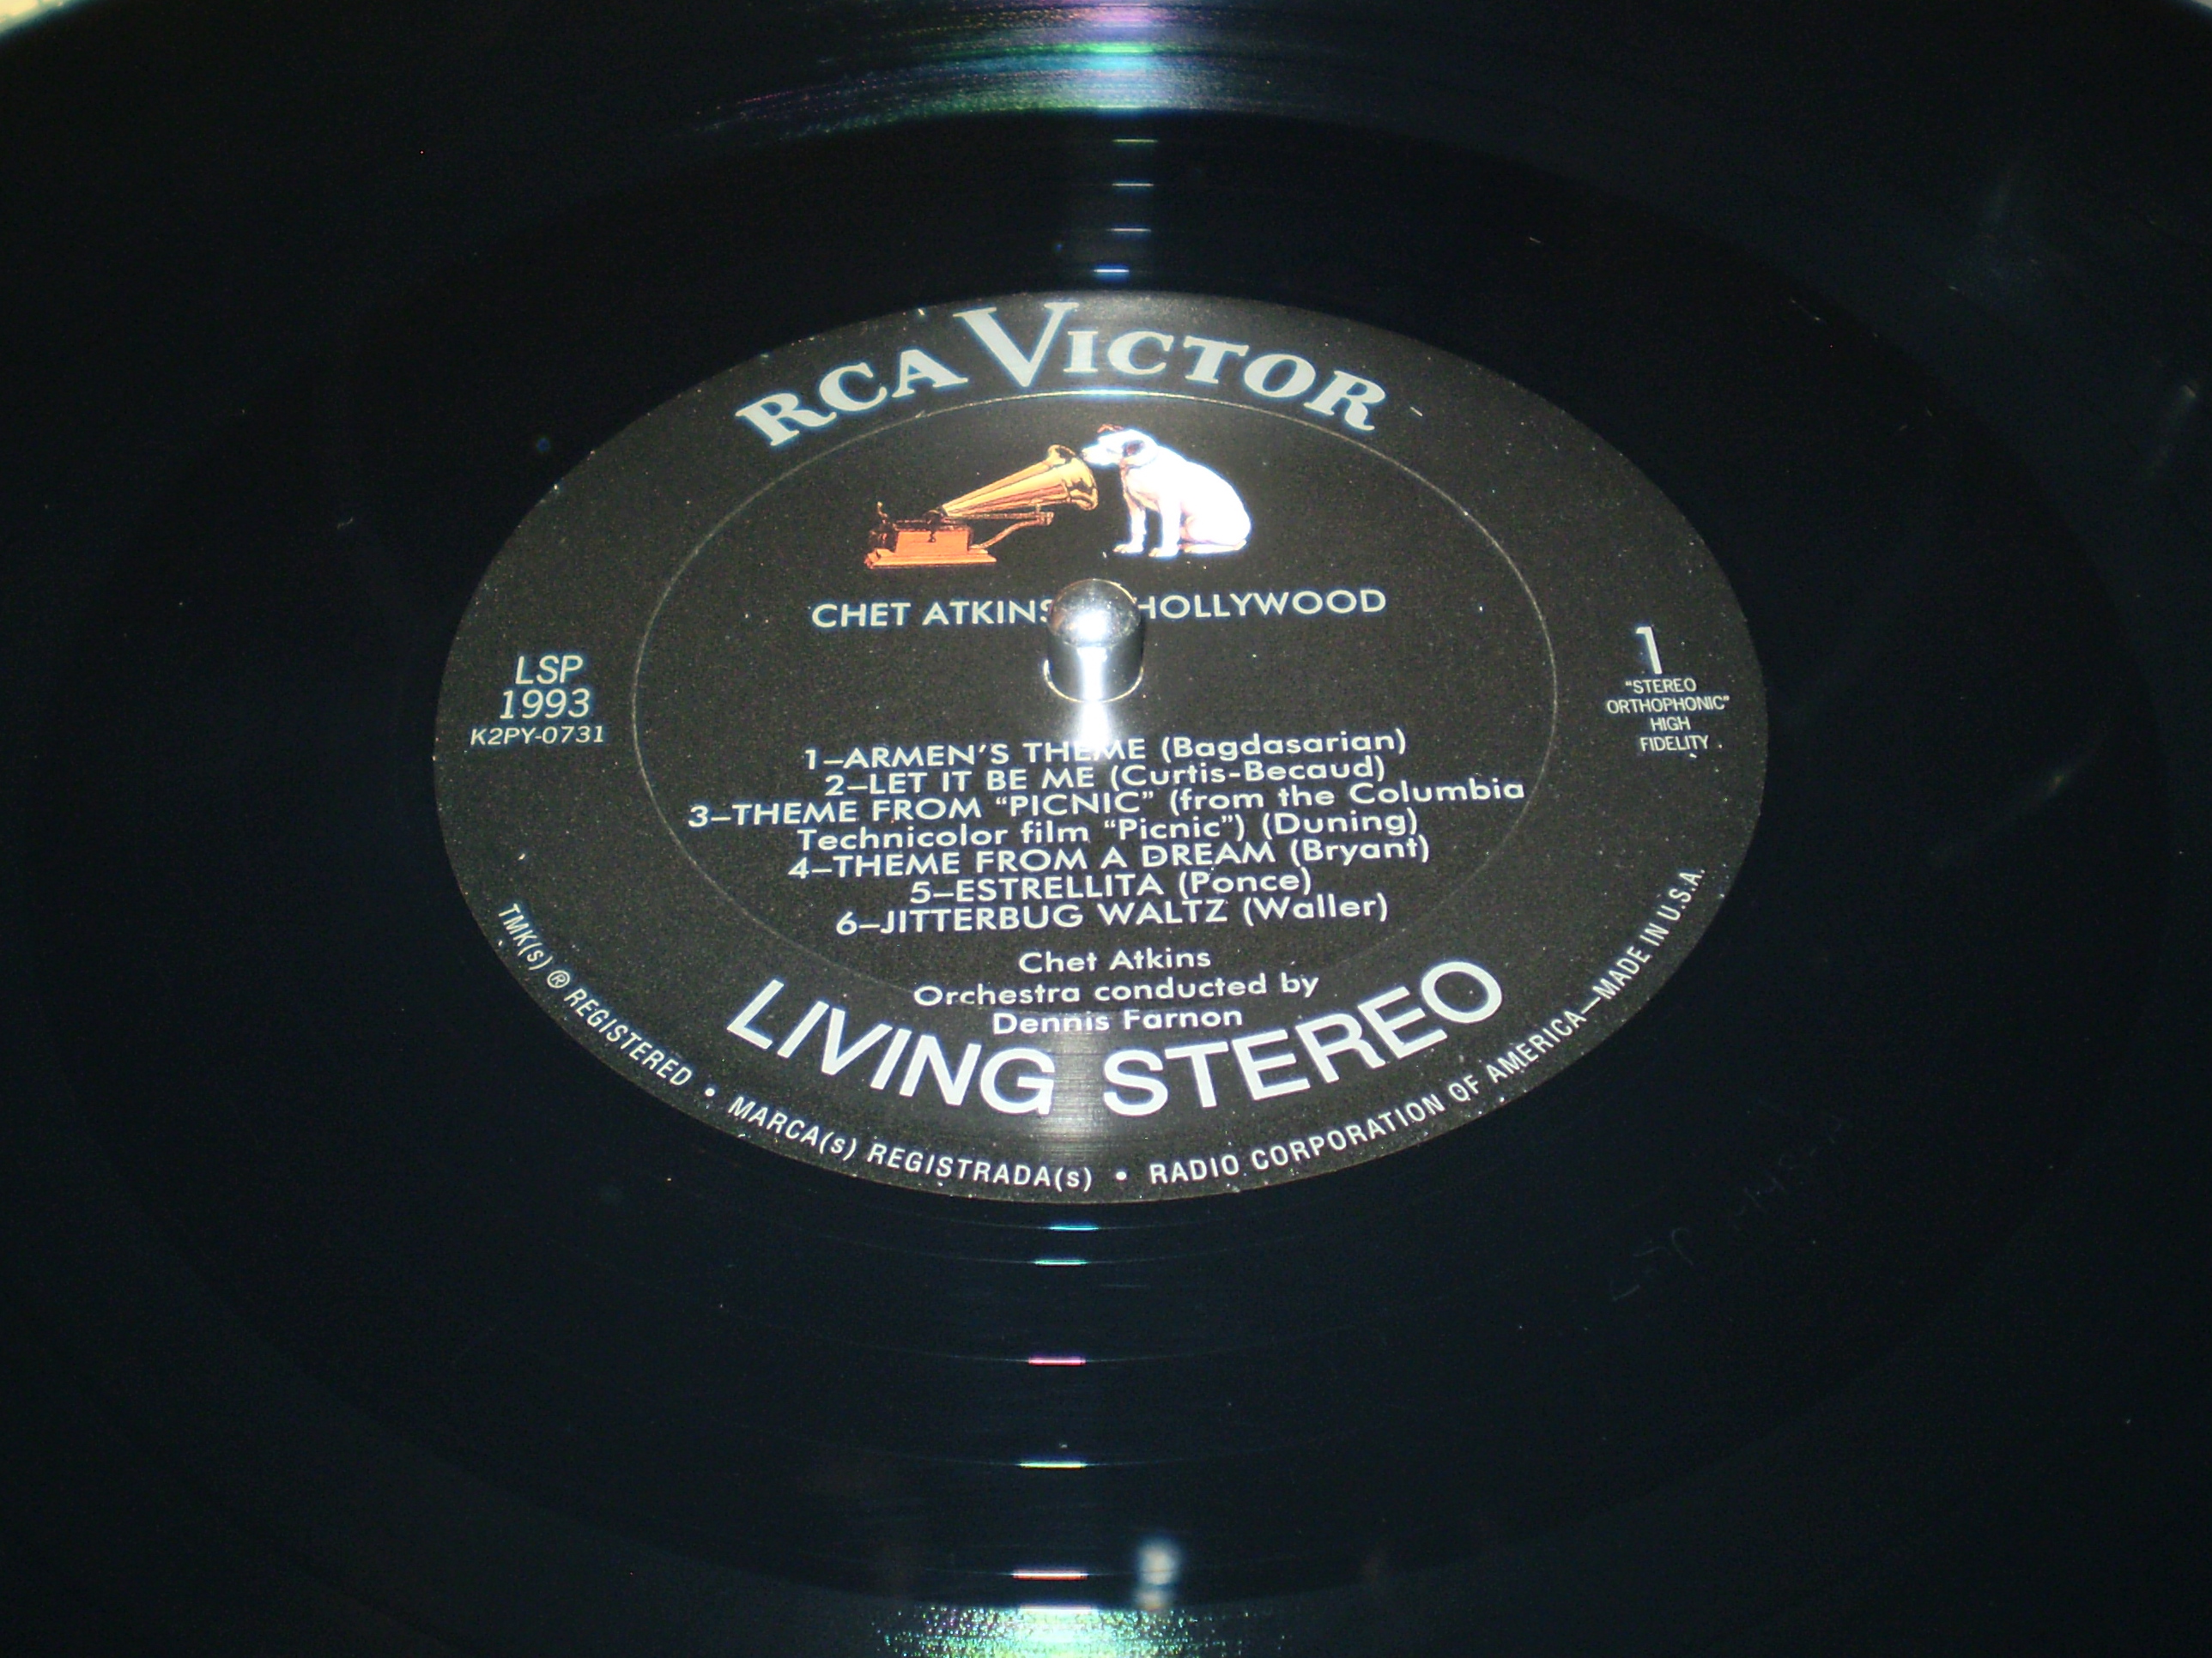 RCA VICTOR
CHET ATKINS HOLLYWOOD
LSP
1993
K2PY-0731
1
"STEREO
ORTHOPHONIC"
HIGH
FIDELITY
1–ARMEN'S THEME (Bagdasarian)
2–LET IT BE ME (Curtis-Becaud)
3–THEME FROM "PICNIC" (from the Columbia
Technicolor film "Picnic") (Duning)
4–THEME FROM A DREAM (Bryant)
5–ESTRELLITA (Ponce)
6–JITTERBUG WALTZ (Waller)
Chet Atkins
Orchestra conducted by
Dennis Farnon
LIVING STEREO
TMK(s) ® REGISTERED • MARCA(s) REGISTRADA(s) • RADIO CORPORATION OF AMERICA—MADE IN U.S.A.